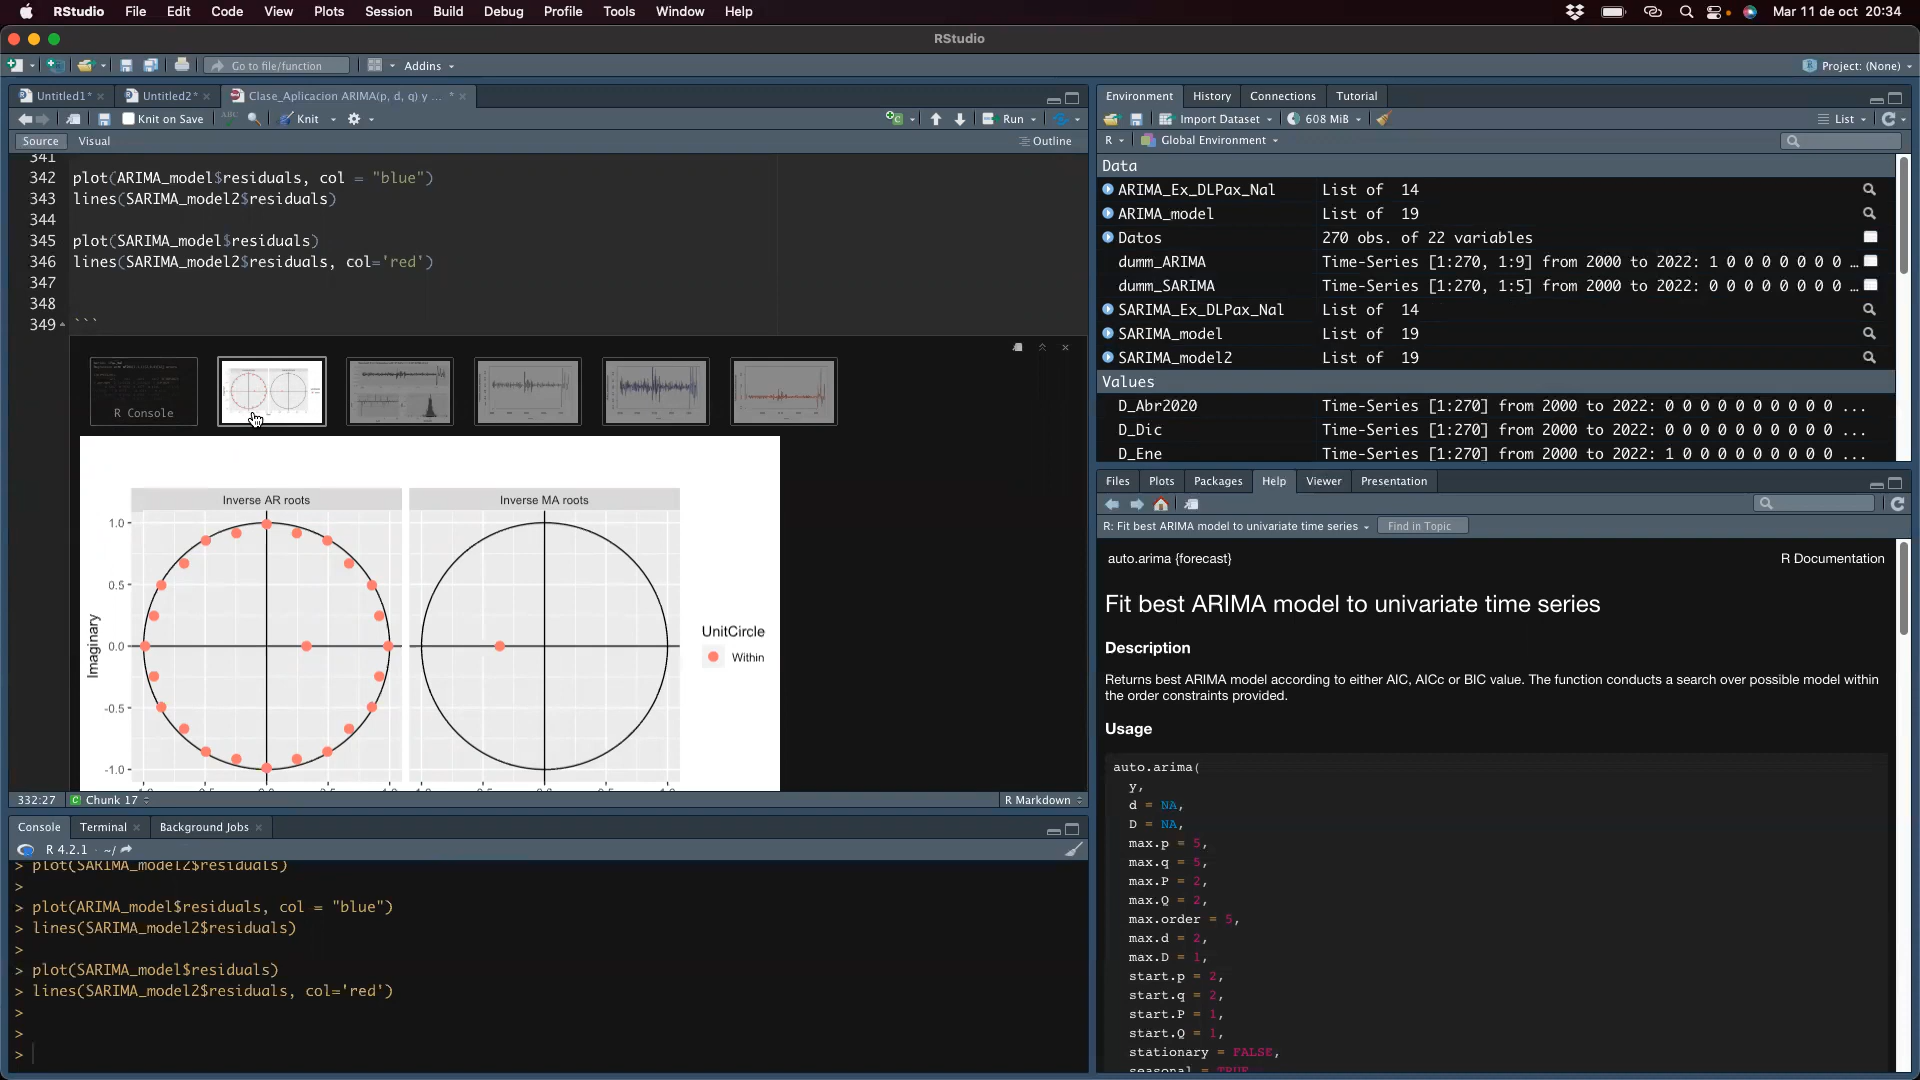 RStudio File Edit Code View Plots Session Build Debug Profile Tools Window Help
Mar 11 de oct 20:34
RStudio
Go to file/function
Addins
Project: (None)
Untitled1*
Untitled2*
Clase_Aplicacion ARIMA(p, d, q) y ... *
Knit on Save
Knit
Run
Source
Visual
Outline
341
342 plot(ARIMA_model$residuals, col = "blue")
343 lines(SARIMA_model2$residuals)
344
345 plot(SARIMA_model$residuals)
346 lines(SARIMA_model2$residuals, col='red')
347
348
349 ```
R Console
Inverse AR roots
Inverse MA roots
1.0
0.5
0.0
-0.5
-1.0
Imaginary
UnitCircle
Within
332:27
Chunk 17
R Markdown
Console
Terminal
Background Jobs
R 4.2.1 · ~/
> plot(SARIMA_model2$residuals)
>
> plot(ARIMA_model$residuals, col = "blue")
> lines(SARIMA_model2$residuals)
>
> plot(SARIMA_model$residuals)
> lines(SARIMA_model2$residuals, col='red')
>
>
>
Environment
History
Connections
Tutorial
Import Dataset
608 MiB
List
R
Global Environment
Data
ARIMA_Ex_DLPax_Nal List of 14
ARIMA_model List of 19
Datos 270 obs. of 22 variables
dumm_ARIMA Time-Series [1:270, 1:9] from 2000 to 2022: 1 0 0 0 0 0 0 0 …
dumm_SARIMA Time-Series [1:270, 1:5] from 2000 to 2022: 0 0 0 0 0 0 0 0 …
SARIMA_Ex_DLPax_Nal List of 14
SARIMA_model List of 19
SARIMA_model2 List of 19
Values
D_Abr2020 Time-Series [1:270] from 2000 to 2022: 0 0 0 0 0 0 0 0 0 0 ...
D_Dic Time-Series [1:270] from 2000 to 2022: 0 0 0 0 0 0 0 0 0 0 ...
D_Ene Time-Series [1:270] from 2000 to 2022: 1 0 0 0 0 0 0 0 0 0 ...
Files
Plots
Packages
Help
Viewer
Presentation
R: Fit best ARIMA model to univariate time series
Find in Topic
auto.arima {forecast}
R Documentation
Fit best ARIMA model to univariate time series
Description
Returns best ARIMA model according to either AIC, AICc or BIC value. The function conducts a search over possible model within
the order constraints provided.
Usage
auto.arima(
y,
d = NA,
D = NA,
max.p = 5,
max.q = 5,
max.P = 2,
max.Q = 2,
max.order = 5,
max.d = 2,
max.D = 1,
start.p = 2,
start.q = 2,
start.P = 1,
start.Q = 1,
stationary = FALSE,
seasonal = TRUE